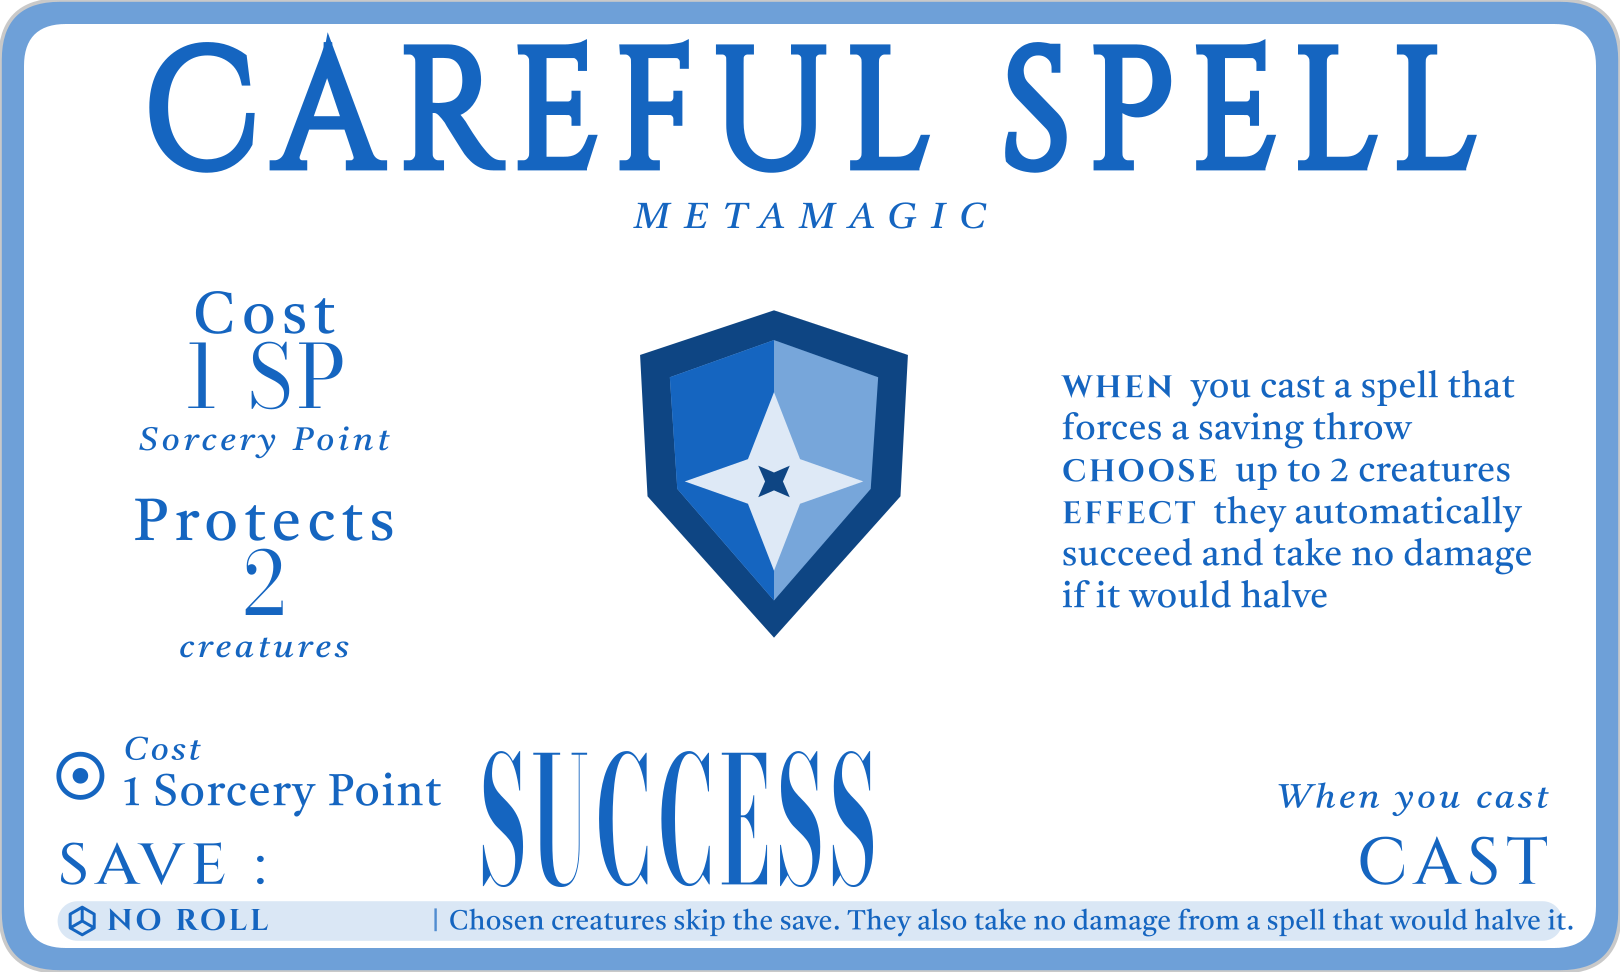 CAREFUL SPELL
METAMAGIC
Cost
1 SP
Sorcery Point
Protects
2
creatures
WHEN you cast a spell that
forces a saving throw
CHOOSE up to 2 creatures
EFFECT they automatically
succeed and take no damage
if it would halve
Cost
1 Sorcery Point
SAVE :
SUCCESS
When you cast
CAST
NO ROLL | Chosen creatures skip the save. They also take no damage from a spell that would halve it.